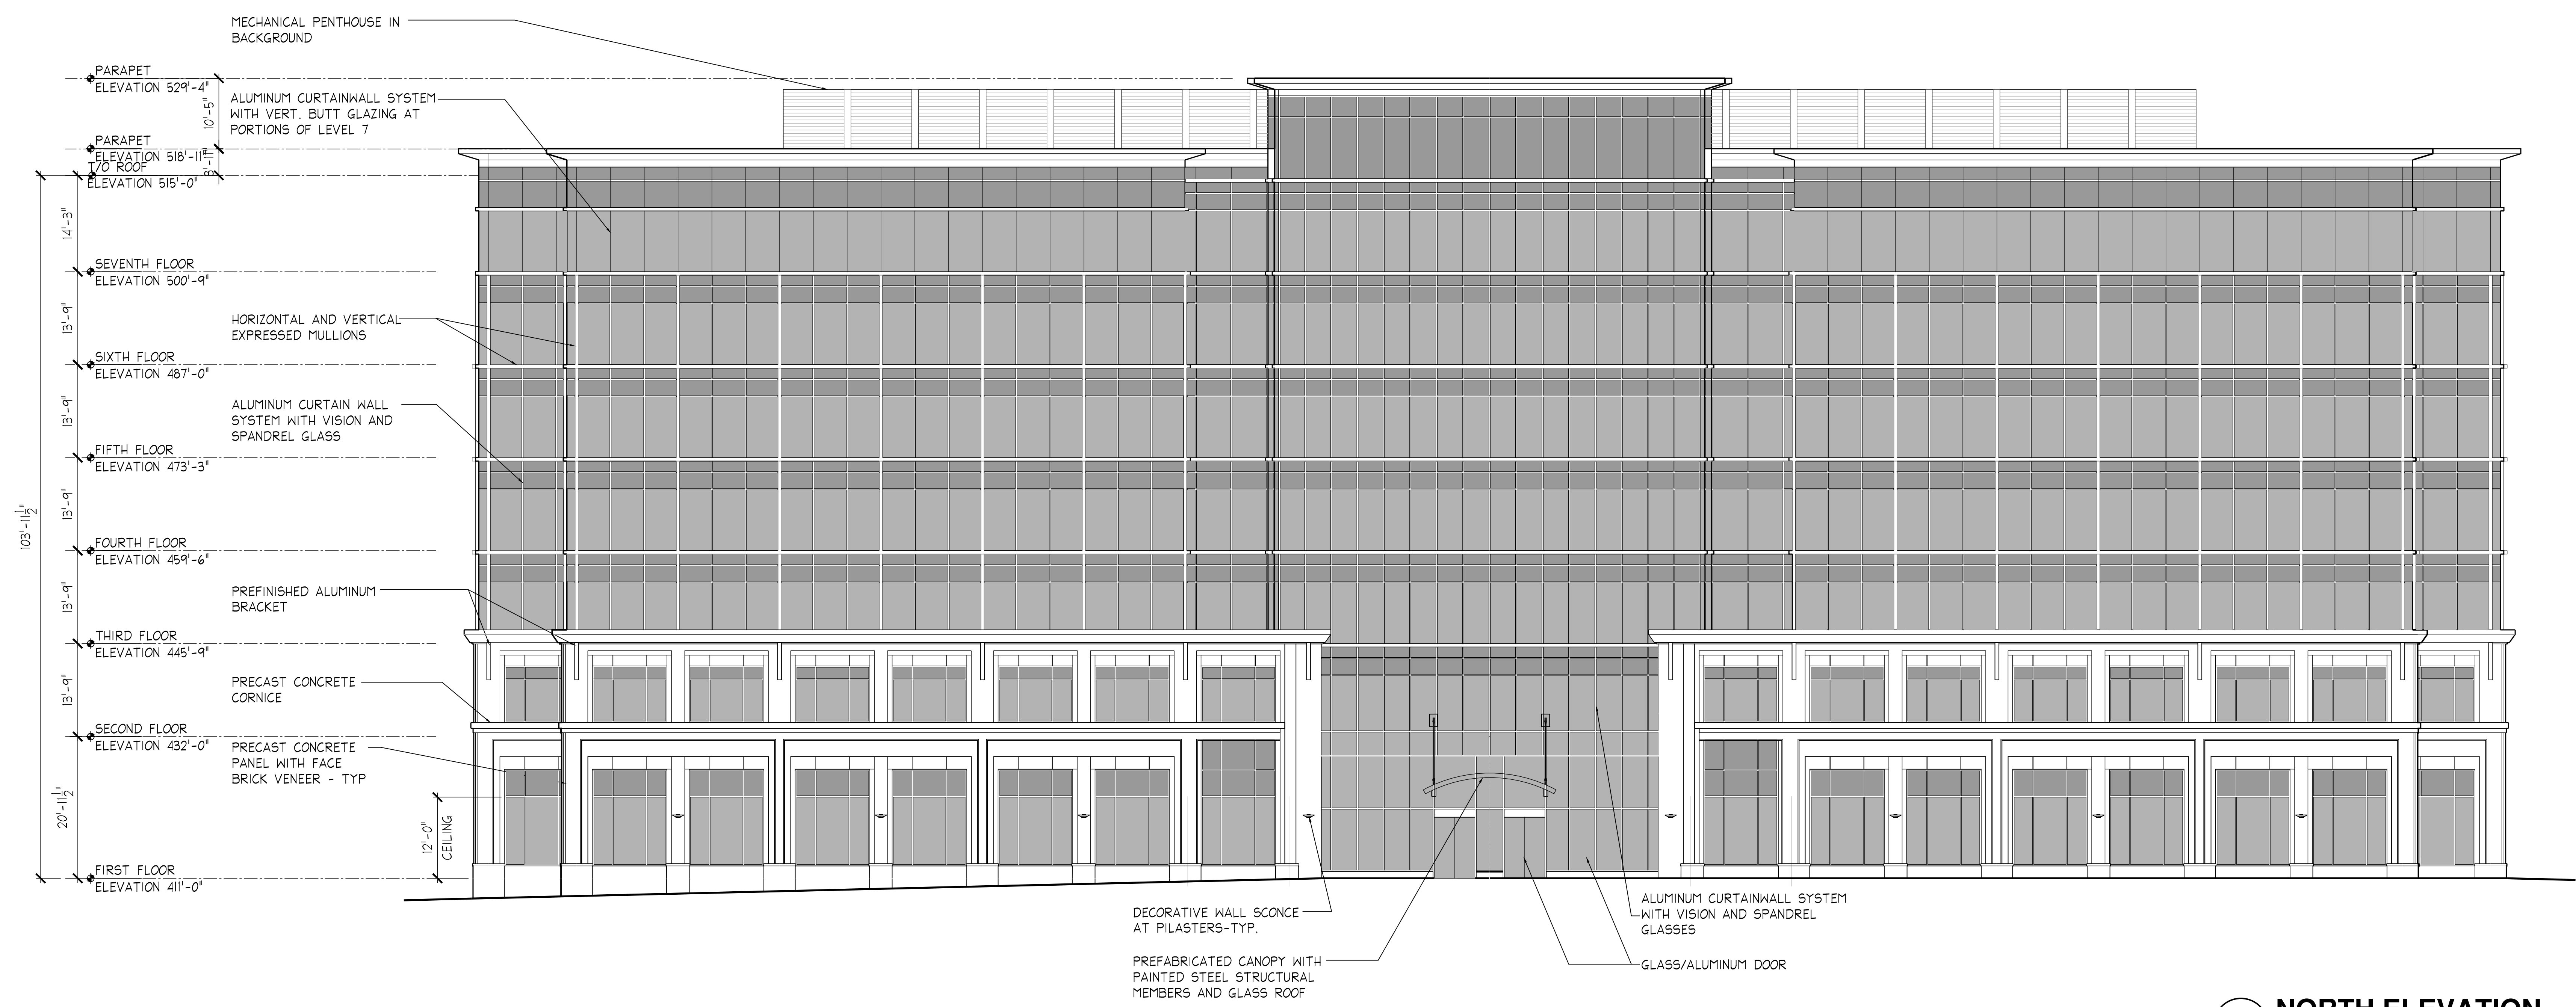 MECHANICAL PENTHOUSE IN
BACKGROUND
PARAPET
ELEVATION 529'-4"
10'-5"
ALUMINUM CURTAINWALL SYSTEM
WITH VERT. BUTT GLAZING AT
PORTIONS OF LEVEL 7
PARAPET
ELEVATION 518'-11"
3'-11"
T/O ROOF
ELEVATION 515'-0"
14'-3"
SEVENTH FLOOR
ELEVATION 500'-9"
13'-9"
HORIZONTAL AND VERTICAL
EXPRESSED MULLIONS
SIXTH FLOOR
ELEVATION 487'-0"
13'-9"
ALUMINUM CURTAIN WALL
SYSTEM WITH VISION AND
SPANDREL GLASS
FIFTH FLOOR
ELEVATION 473'-3"
13'-9"
103'-11 1/2"
FOURTH FLOOR
ELEVATION 459'-6"
13'-9"
PREFINISHED ALUMINUM
BRACKET
THIRD FLOOR
ELEVATION 445'-9"
13'-9"
PRECAST CONCRETE
CORNICE
SECOND FLOOR
ELEVATION 432'-0"
PRECAST CONCRETE
PANEL WITH FACE
BRICK VENEER - TYP
20'-11 1/2"
12'-0"
CEILING
FIRST FLOOR
ELEVATION 411'-0"
DECORATIVE WALL SCONCE
AT PILASTERS-TYP.
PREFABRICATED CANOPY WITH
PAINTED STEEL STRUCTURAL
MEMBERS AND GLASS ROOF
ALUMINUM CURTAINWALL SYSTEM
WITH VISION AND SPANDREL
GLASSES
GLASS/ALUMINUM DOOR
NORTH ELEVATION